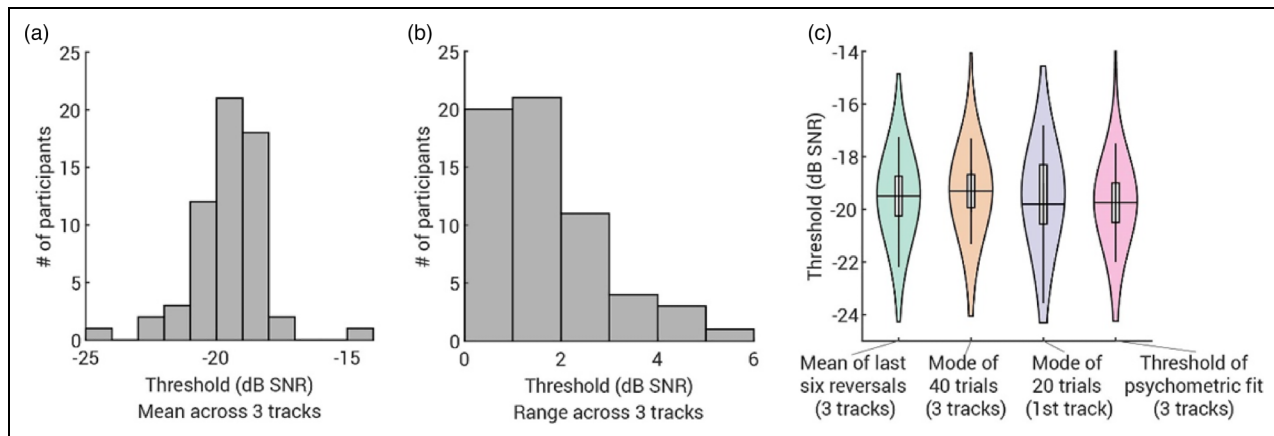 (a)
25
20
15
10
5
0
# of participants
-25
-20
-15
Threshold (dB SNR)
Mean across 3 tracks
(b)
25
20
15
10
5
0
# of participants
0
2
4
6
Threshold (dB SNR)
Range across 3 tracks
(c)
-14
-16
-18
-20
-22
-24
Threshold (dB SNR)
Mean of last
six reversals
(3 tracks)
Mode of
40 trials
(3 tracks)
Mode of
20 trials
(1st track)
Threshold of
psychometric fit
(3 tracks)